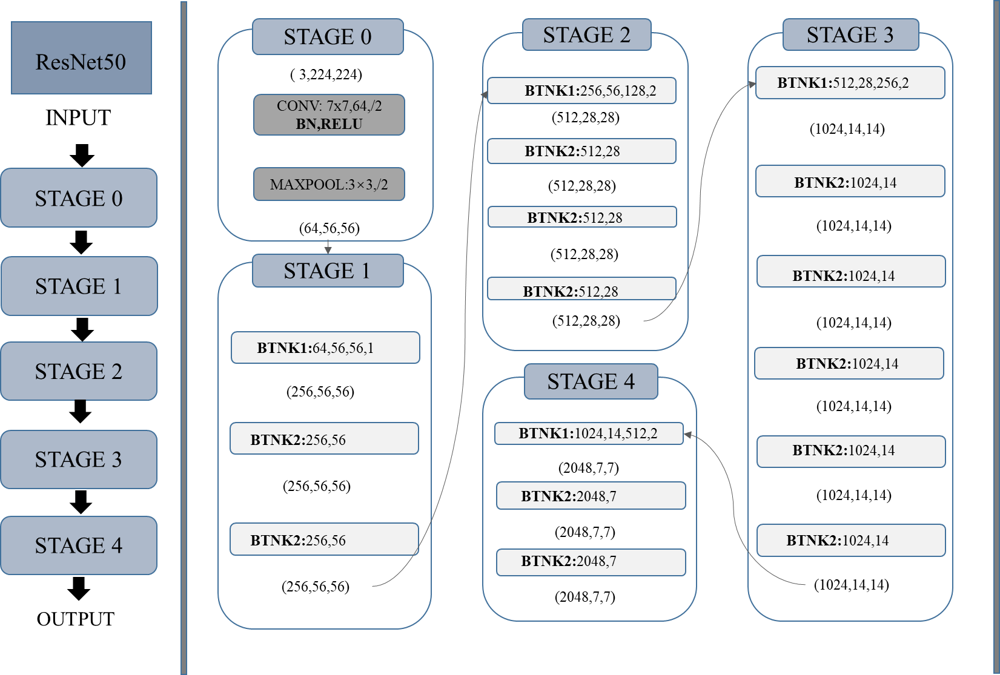 ResNet50
INPUT
STAGE 0
STAGE 1
STAGE 2
STAGE 3
STAGE 4
OUTPUT
STAGE 0
( 3,224,224)
CONV: 7x7,64,/2
BN,RELU
MAXPOOL:3×3,/2
(64,56,56)
STAGE 1
BTNK1:64,56,56,1
(256,56,56)
BTNK2:256,56
(256,56,56)
BTNK2:256,56
(256,56,56)
STAGE 2
BTNK1:256,56,128,2
(512,28,28)
BTNK2:512,28
(512,28,28)
BTNK2:512,28
(512,28,28)
BTNK2:512,28
(512,28,28)
STAGE 3
BTNK1:512,28,256,2
(1024,14,14)
BTNK2:1024,14
(1024,14,14)
BTNK2:1024,14
(1024,14,14)
BTNK2:1024,14
(1024,14,14)
BTNK2:1024,14
(1024,14,14)
BTNK2:1024,14
(1024,14,14)
STAGE 4
BTNK1:1024,14,512,2
(2048,7,7)
BTNK2:2048,7
(2048,7,7)
BTNK2:2048,7
(2048,7,7)